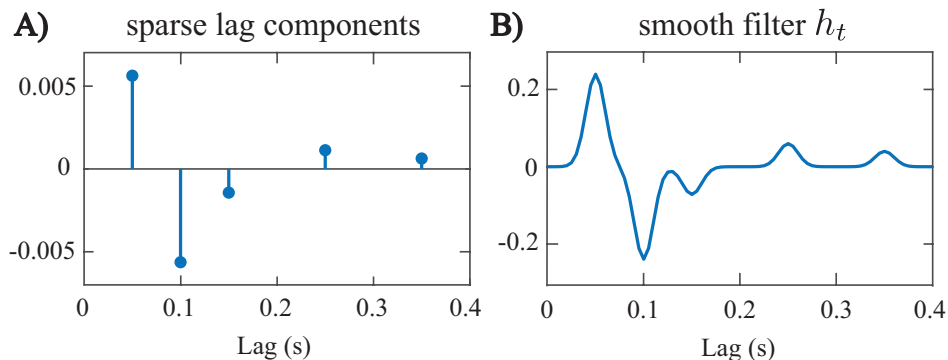 A) sparse lag components
0.005
0
-0.005
0 0.1 0.2 0.3 0.4
Lag (s)
B) smooth filter h_t
0.2
0
-0.2
0 0.1 0.2 0.3 0.4
Lag (s)